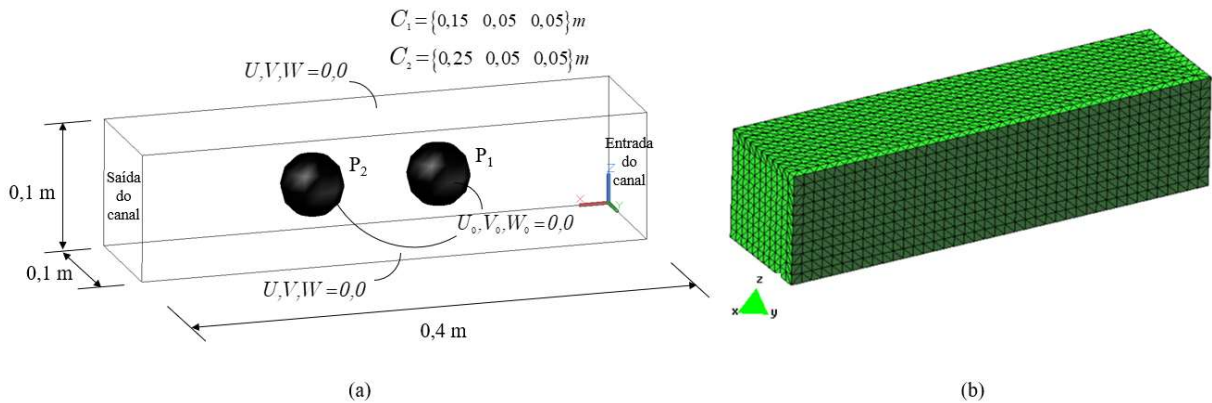 C₁ = {0,15 0,05 0,05}m
C₂ = {0,25 0,05 0,05}m
U,V,W=0,0
P₂
P₁
Entrada do canal
Saída do canal
0,1 m
0,1 m
Z
X
Y
U₀,V₀,W₀=0,0
U,V,W=0,0
0,4 m
z
x
y
(a)
(b)